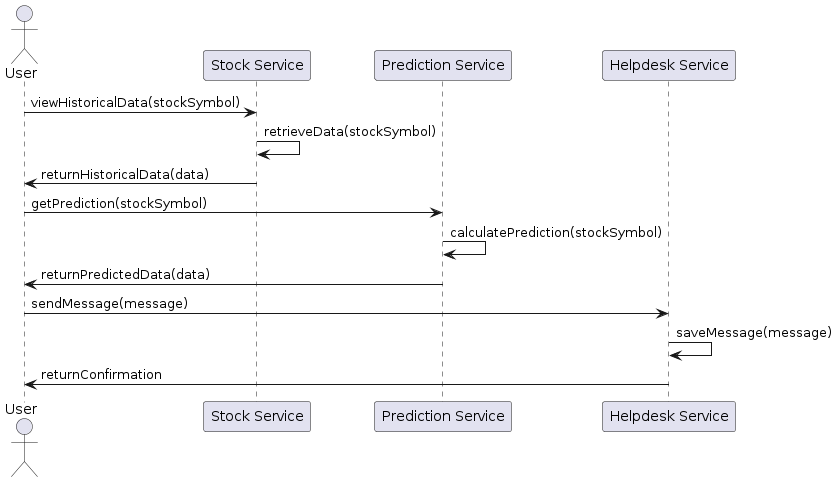 User
Stock Service
Prediction Service
Helpdesk Service
viewHistoricalData(stockSymbol)
retrieveData(stockSymbol)
returnHistoricalData(data)
getPrediction(stockSymbol)
calculatePrediction(stockSymbol)
returnPredictedData(data)
sendMessage(message)
saveMessage(message)
returnConfirmation
User
Stock Service
Prediction Service
Helpdesk Service